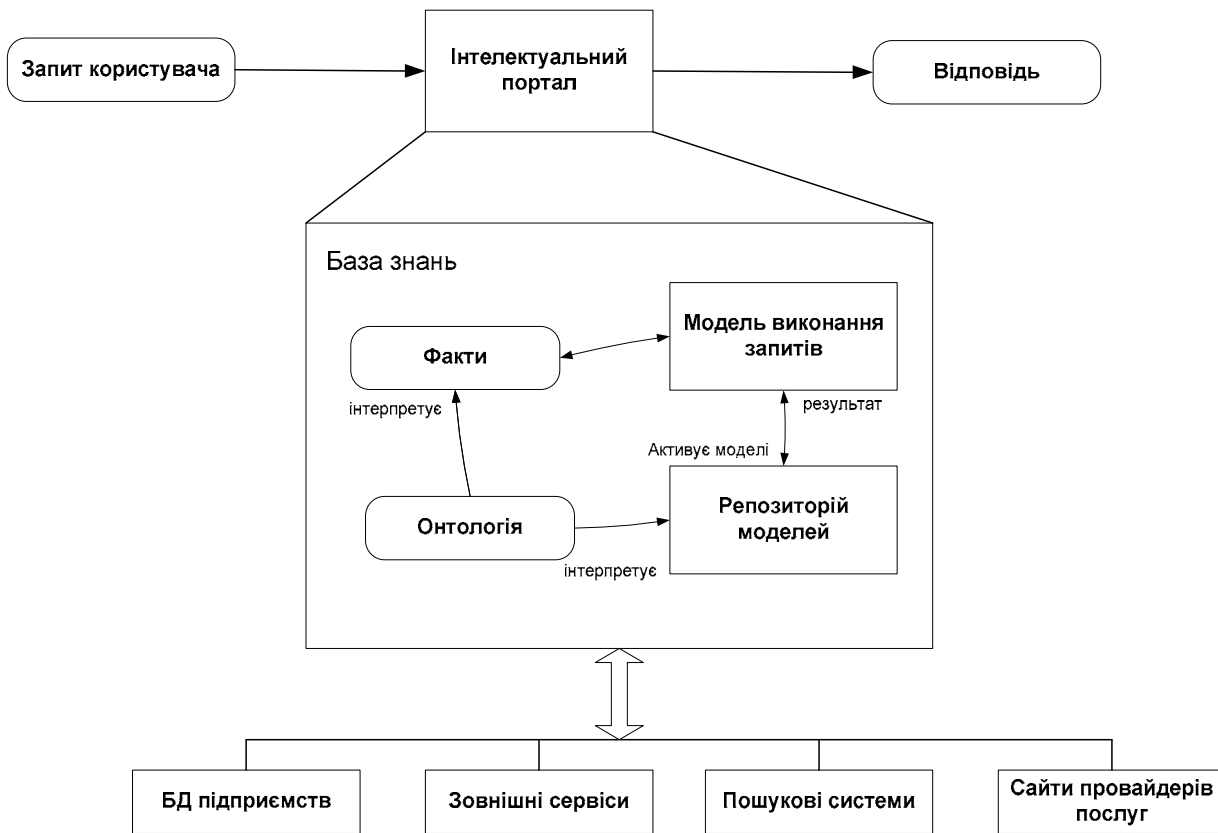 Запит користувача
Інтелектуальний
портал
Відповідь
База знань
Факти
Модель виконання
запитів
інтерпретує
результат
Активує моделі
Онтологія
Репозиторій
моделей
інтерпретує
БД підприємств
Зовнішні сервіси
Пошукові системи
Сайти провайдерів
послуг